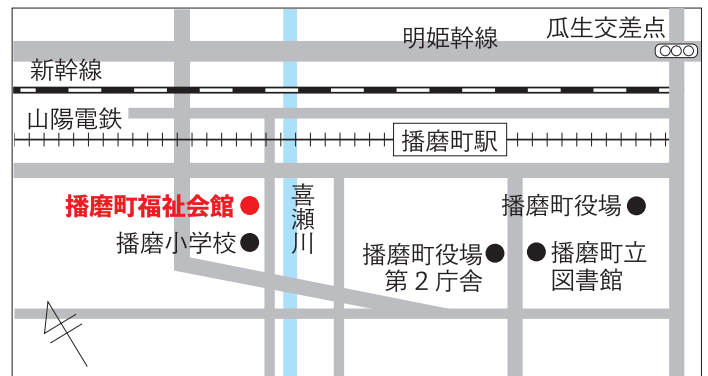 瓜生交差点
明姫幹線
新幹線
山陽電鉄
播磨町駅
播磨町福祉会館
喜瀬川
播磨町役場
播磨小学校
播磨町役場
第2庁舎
播磨町立
図書館